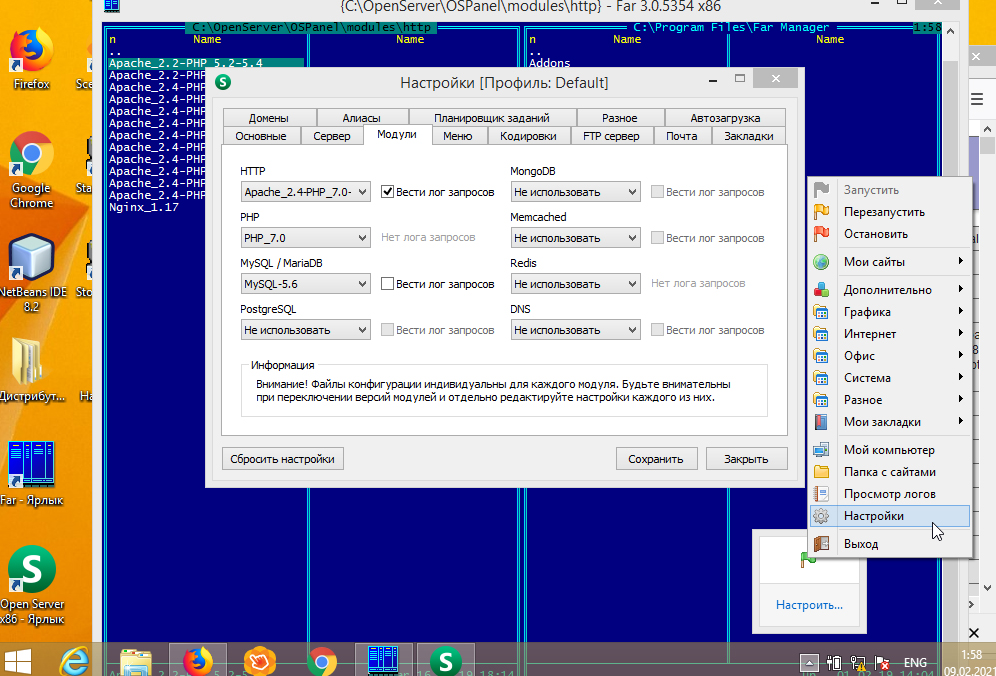 {C:\OpenServer\OSPanel\modules\http} - Far 3.0.5354 x86
C:\OpenServer\OSPanel\modules\http
C:\Program Files\Far Manager
1:58
n Name Name
n Name Name
..
..
Apache_2.2-PHP_5.2-5.4
Addons
Apache_2.2-PHP
Apache_2.4-PHP
Apache_2.4-PHP
Apache_2.4-PHP
Apache_2.4-PHP
Apache_2.4-PHP
Apache_2.4-PHP
Apache_2.4-PHP
Apache_2.4-PHP
Apache_2.4-PHP
Apache_2.4-PHP
Nginx_1.17
Firefox
Google Chrome
NetBeans IDE 8.2
Дистрибут...
Far - Ярлык
Open Server x86 - Ярлык
Настройки [Профиль: Default]
Домены Алиасы Планировщик заданий Разное Автозагрузка
Основные Сервер Модули Меню Кодировки FTP сервер Почта Закладки
HTTP
Apache_2.4-PHP_7.0- Вести лог запросов
PHP
PHP_7.0 Нет лога запросов
MySQL / MariaDB
MySQL-5.6 Вести лог запросов
PostgreSQL
Не использовать Вести лог запросов
MongoDB
Не использовать Вести лог запросов
Memcached
Не использовать Вести лог запросов
Redis
Не использовать Нет лога запросов
DNS
Не использовать Вести лог запросов
Информация
Внимание! Файлы конфигурации индивидуальны для каждого модуля. Будьте внимательны
при переключении версий модулей и отдельно редактируйте настройки каждого из них.
Сбросить настройки Сохранить Закрыть
Запустить
Перезапустить
Остановить
Мои сайты
Дополнительно
Графика
Интернет
Офис
Система
Разное
Мои закладки
Мой компьютер
Папка с сайтами
Просмотр логов
Настройки
Выход
Настроить...
ENG
1:58
09.02.2021